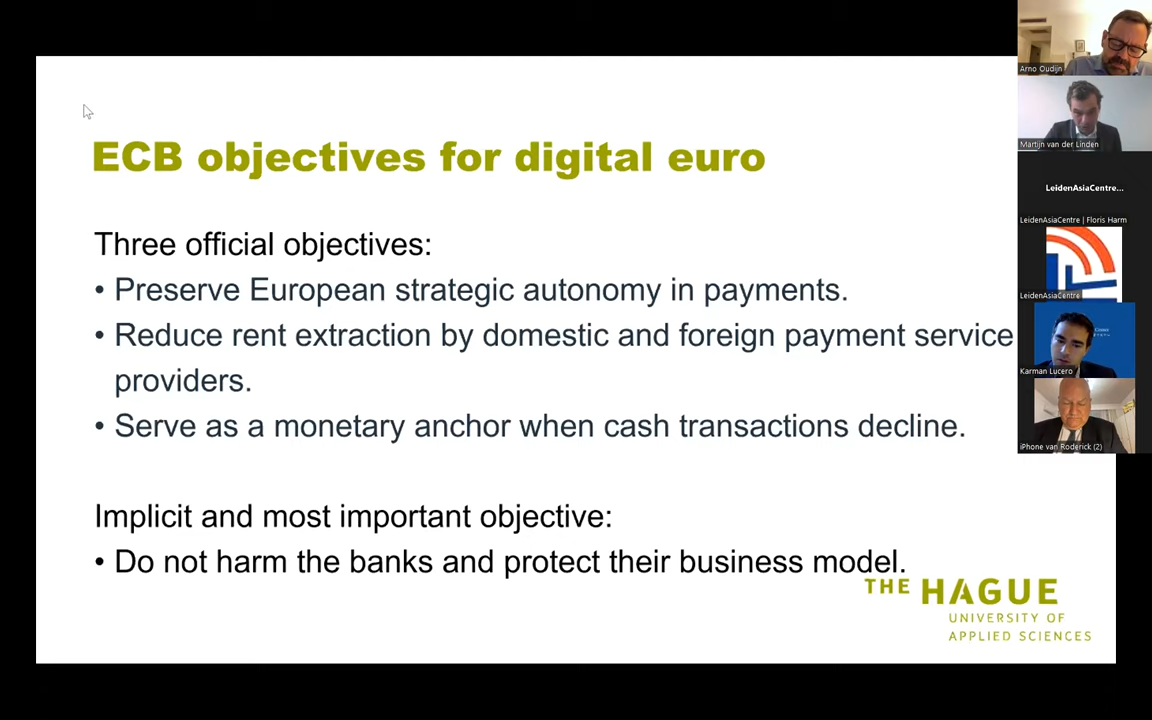 ECB objectives for digital euro
Three official objectives:
• Preserve European strategic autonomy in payments.
• Reduce rent extraction by domestic and foreign payment service
providers.
• Serve as a monetary anchor when cash transactions decline.
Implicit and most important objective:
• Do not harm the banks and protect their business model.
THE HAGUE
UNIVERSITY OF
APPLIED SCIENCES
Arno Oudijn
Martijn van der Linden
LeidenAsiaCentre...
LeidenAsiaCentre | Floris Harm
LeidenAsiaCentre
Karman Lucero
iPhone van Roderick (2)